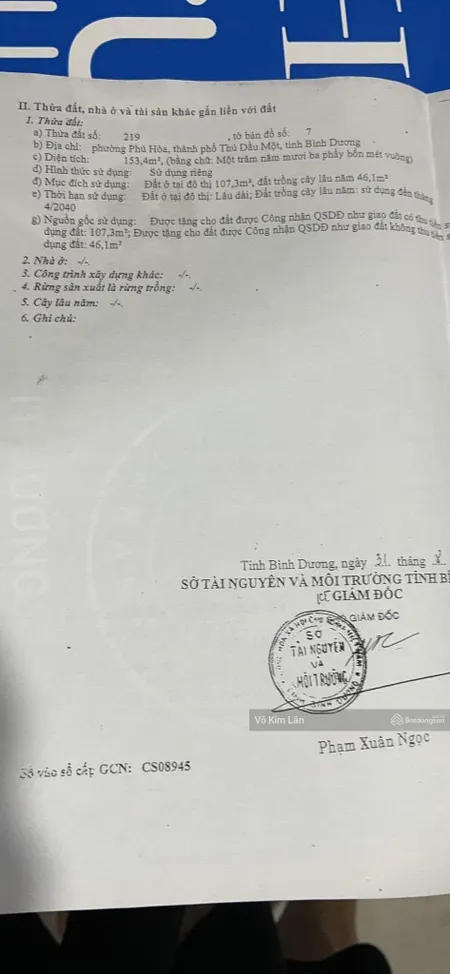 II. Thửa đất, nhà ở và tài sản khác gắn liền với đất
1. Thửa đất:
a) Thửa đất số: 219 , tờ bản đồ số: 7
b) Địa chỉ: phường Phú Hòa, thành phố Thủ Dầu Một, tỉnh Bình Dương
c) Diện tích: 153,4m², (bằng chữ: Một trăm năm mươi ba phẩy bốn mét vuông)
d) Hình thức sử dụng: Sử dụng riêng
đ) Mục đích sử dụng: Đất ở tại đô thị 107,3m², đất trồng cây lâu năm 46,1m²
e) Thời hạn sử dụng: Đất ở tại đô thị: Lâu dài; Đất trồng cây lâu năm: sử dụng đến tháng
4/2040
g) Nguồn gốc sử dụng: Được tặng cho đất được Công nhận QSDĐ như giao đất có thu tiền sử
dụng đất: 107,3m²; Được tặng cho đất được Công nhận QSDĐ như giao đất không thu tiền s
dụng đất: 46,1m²
2. Nhà ở: -/-.
3. Công trình xây dựng khác: -/-.
4. Rừng sản xuất là rừng trồng: -/-.
5. Cây lâu năm: -/-.
6. Ghi chú:
Tỉnh Bình Dương, ngày 31 tháng
SỞ TÀI NGUYÊN VÀ MÔI TRƯỜNG TỈNH B
GIÁM ĐỐC
GIÁM ĐỐC
SỞ
TÀI NGUYÊN
VÀ
MÔI TRƯỜNG
BÌNH DƯƠNG
Võ Kim Lân
Batdongsan
Phạm Xuân Ngọc
Số vào sổ cấp GCN: CS08945